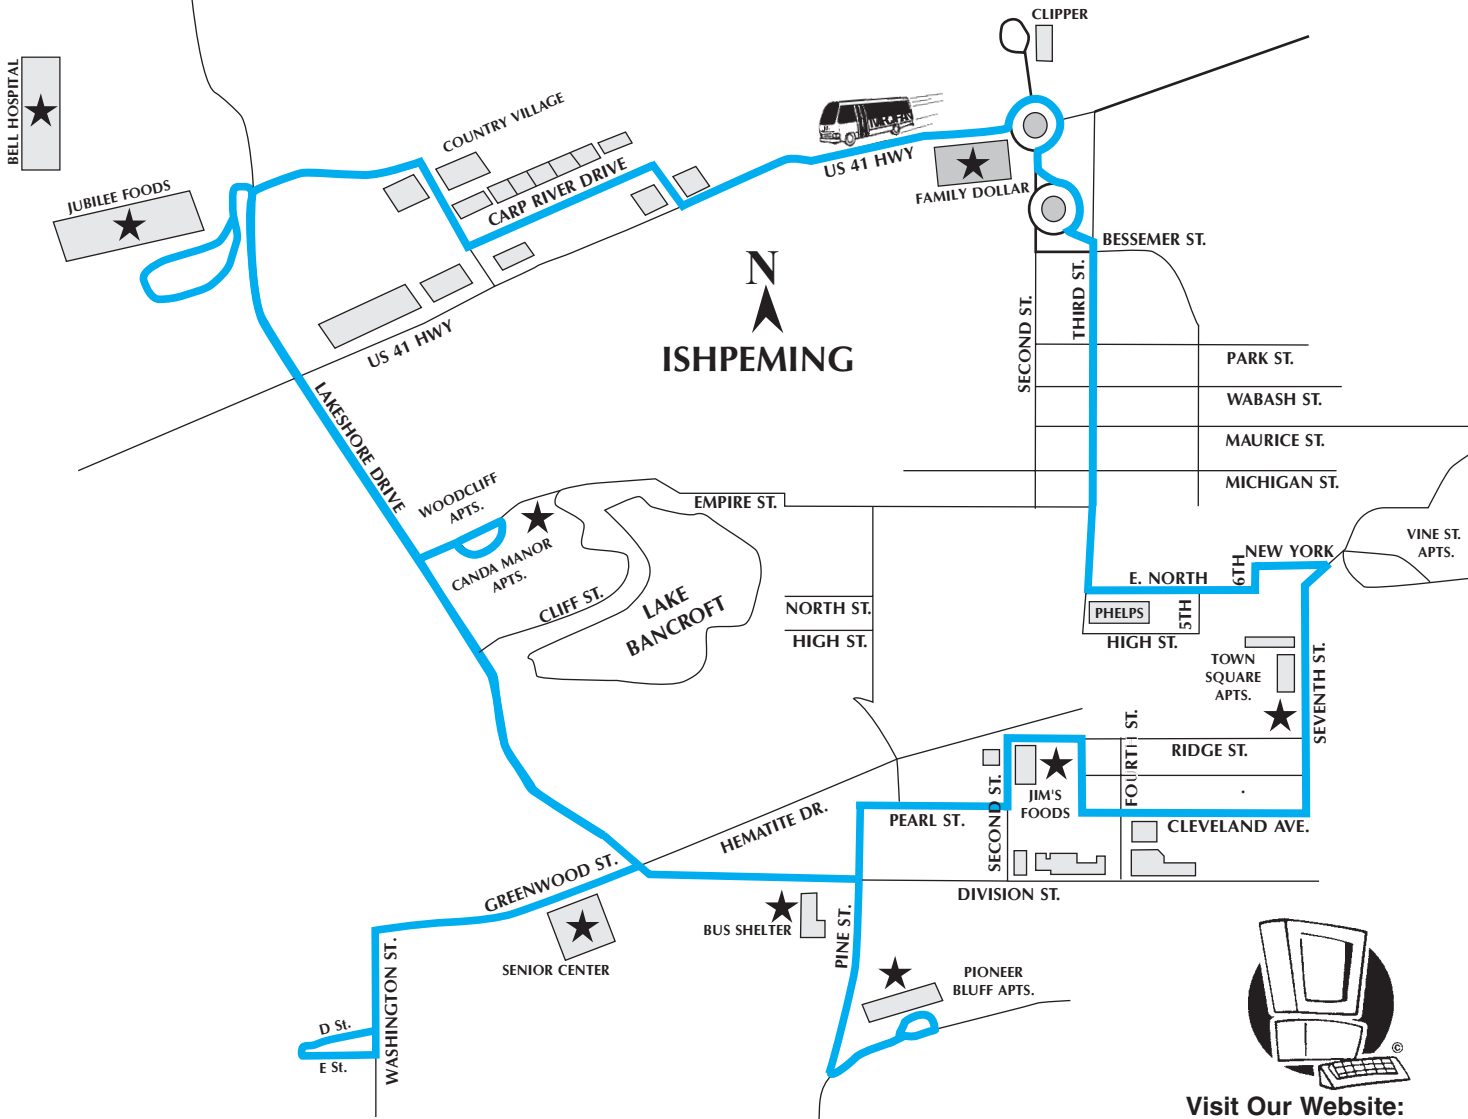 CLIPPER
BELL HOSPITAL
COUNTRY VILLAGE
JUBILEE FOODS
CARP RIVER DRIVE
US 41 HWY
FAMILY DOLLAR
BESSEMER ST.
N
ISHPEMING
US 41 HWY
SECOND ST.
THIRD ST.
PARK ST.
WABASH ST.
MAURICE ST.
MICHIGAN ST.
LAKESHORE DRIVE
WOODCLIFF
APTS.
EMPIRE ST.
CANDA MANOR
APTS.
VINE ST.
APTS.
NEW YORK
6TH
E. NORTH
5TH
PHELPS
HIGH ST.
CLIFF ST.
LAKE
BANCROFT
NORTH ST.
HIGH ST.
TOWN
SQUARE
APTS.
SEVENTH ST.
RIDGE ST.
FOURTH ST.
JIM'S
FOODS
SECOND ST.
PEARL ST.
CLEVELAND AVE.
HEMATITE DR.
GREENWOOD ST.
DIVISION ST.
BUS SHELTER
PINE ST.
SENIOR CENTER
PIONEER
BLUFF APTS.
WASHINGTON ST.
D St.
E St.
©
Visit Our Website: